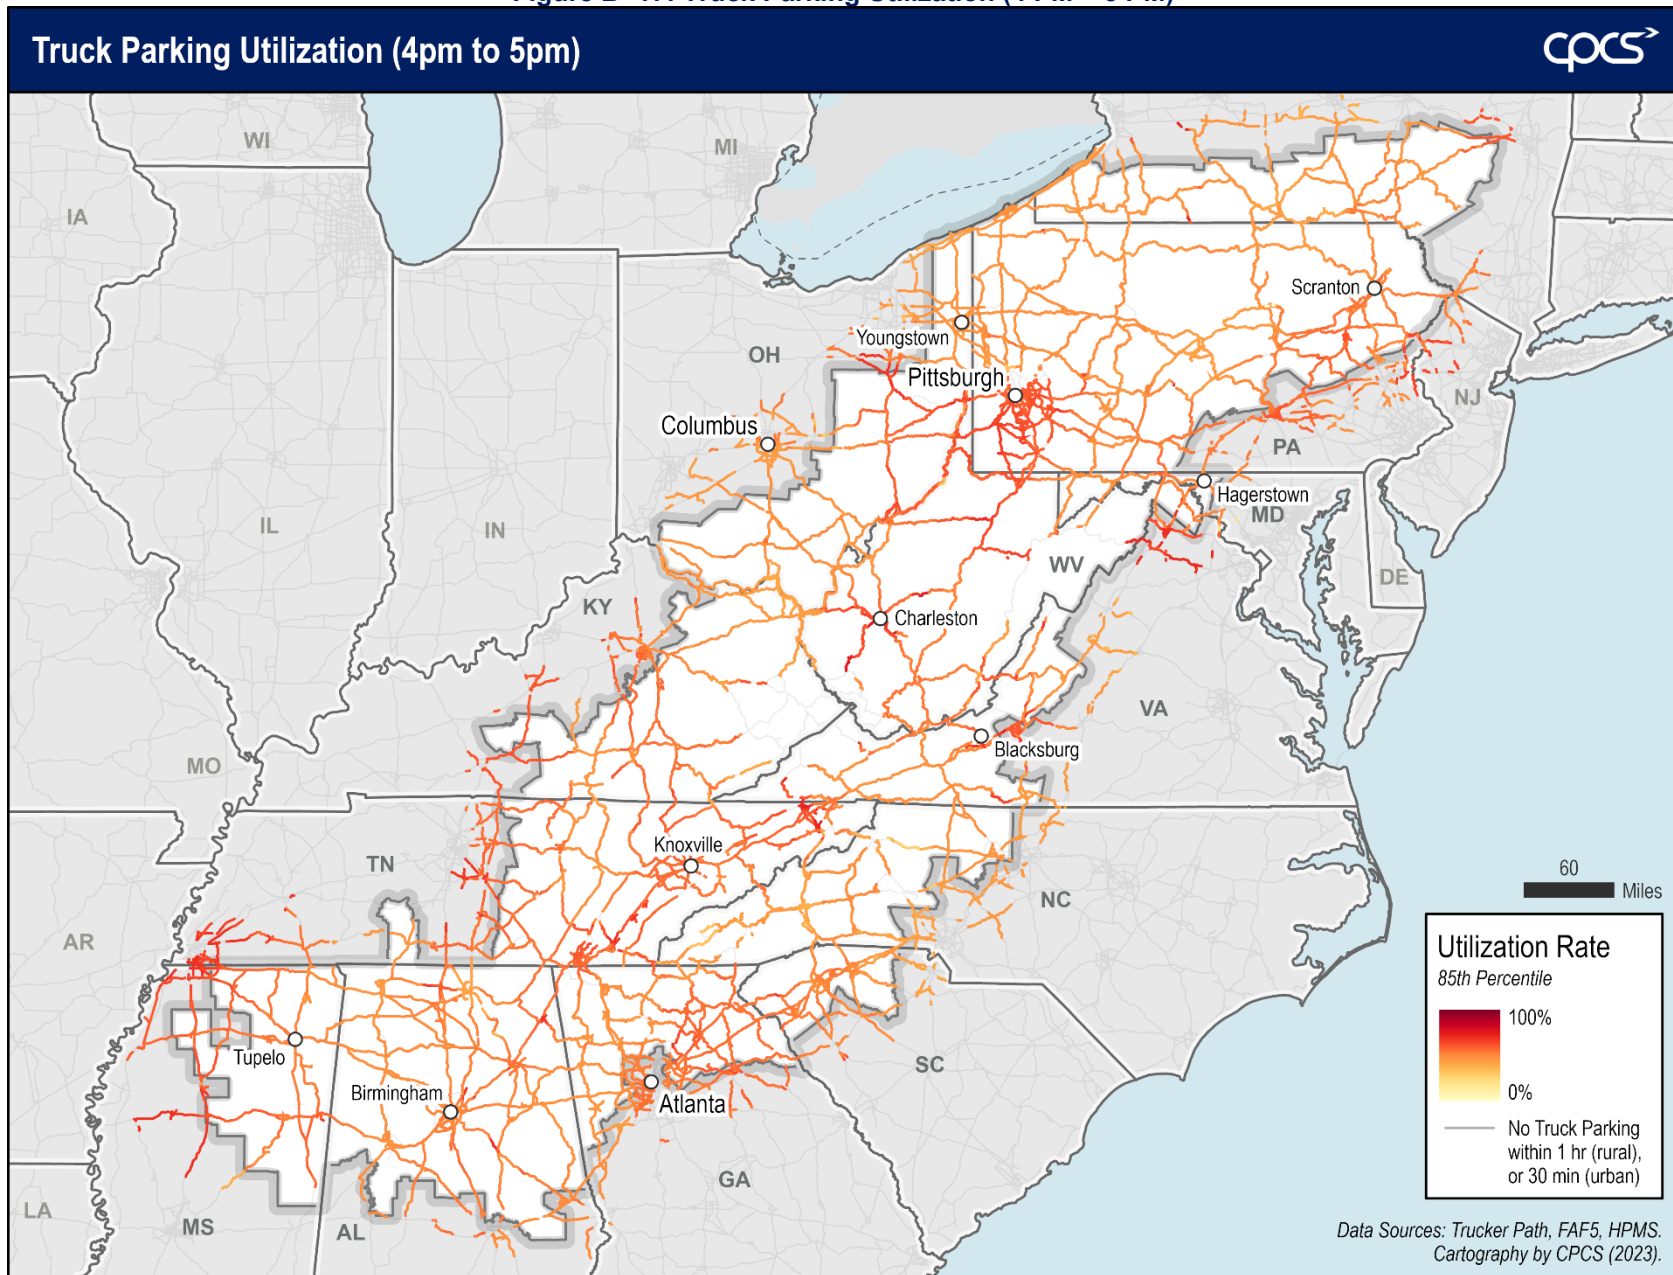 Truck Parking Utilization (4pm to 5pm)
cpcs
WI
MI
IA
Scranton
Youngstown
OH
Pittsburgh
NJ
Columbus
PA
Hagerstown
MD
IL
IN
WV
DE
KY
Charleston
VA
Blacksburg
MO
Knoxville
TN
60
Miles
NC
AR
Utilization Rate
85th Percentile
100%
0%
No Truck Parking
within 1 hr (rural),
or 30 min (urban)
Tupelo
SC
Birmingham
Atlanta
GA
LA
MS
AL
Data Sources: Trucker Path, FAF5, HPMS.
Cartography by CPCS (2023).